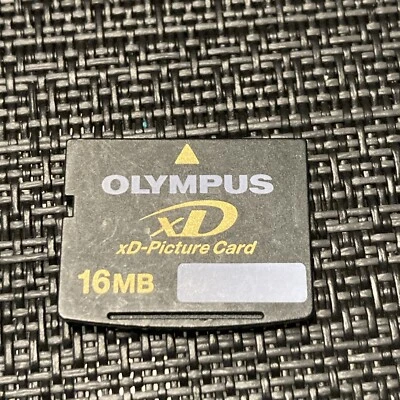 OLYMPUS
xD
xD-Picture Card
16MB